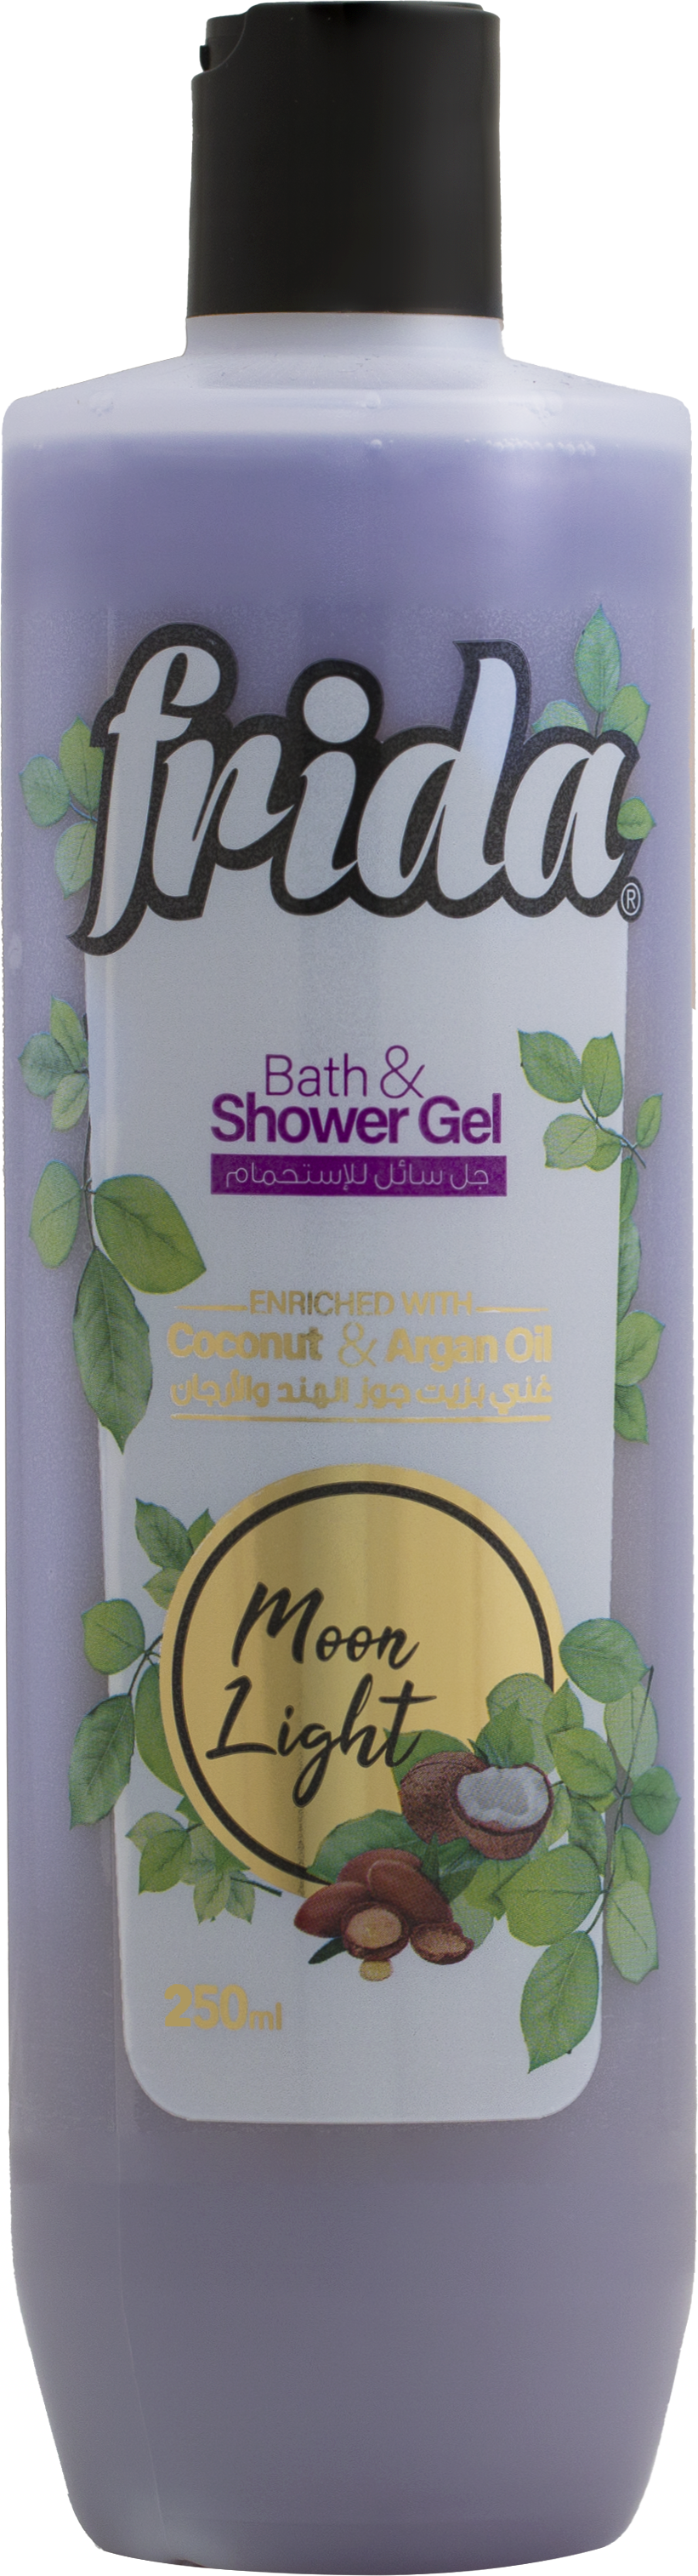 frida®
Bath &
Shower Gel
جل سائل للإستحمام
ENRICHED WITH
Coconut & Argan Oil
غني بزيت جوز الهند والأرجان
Moon
Light
250ml